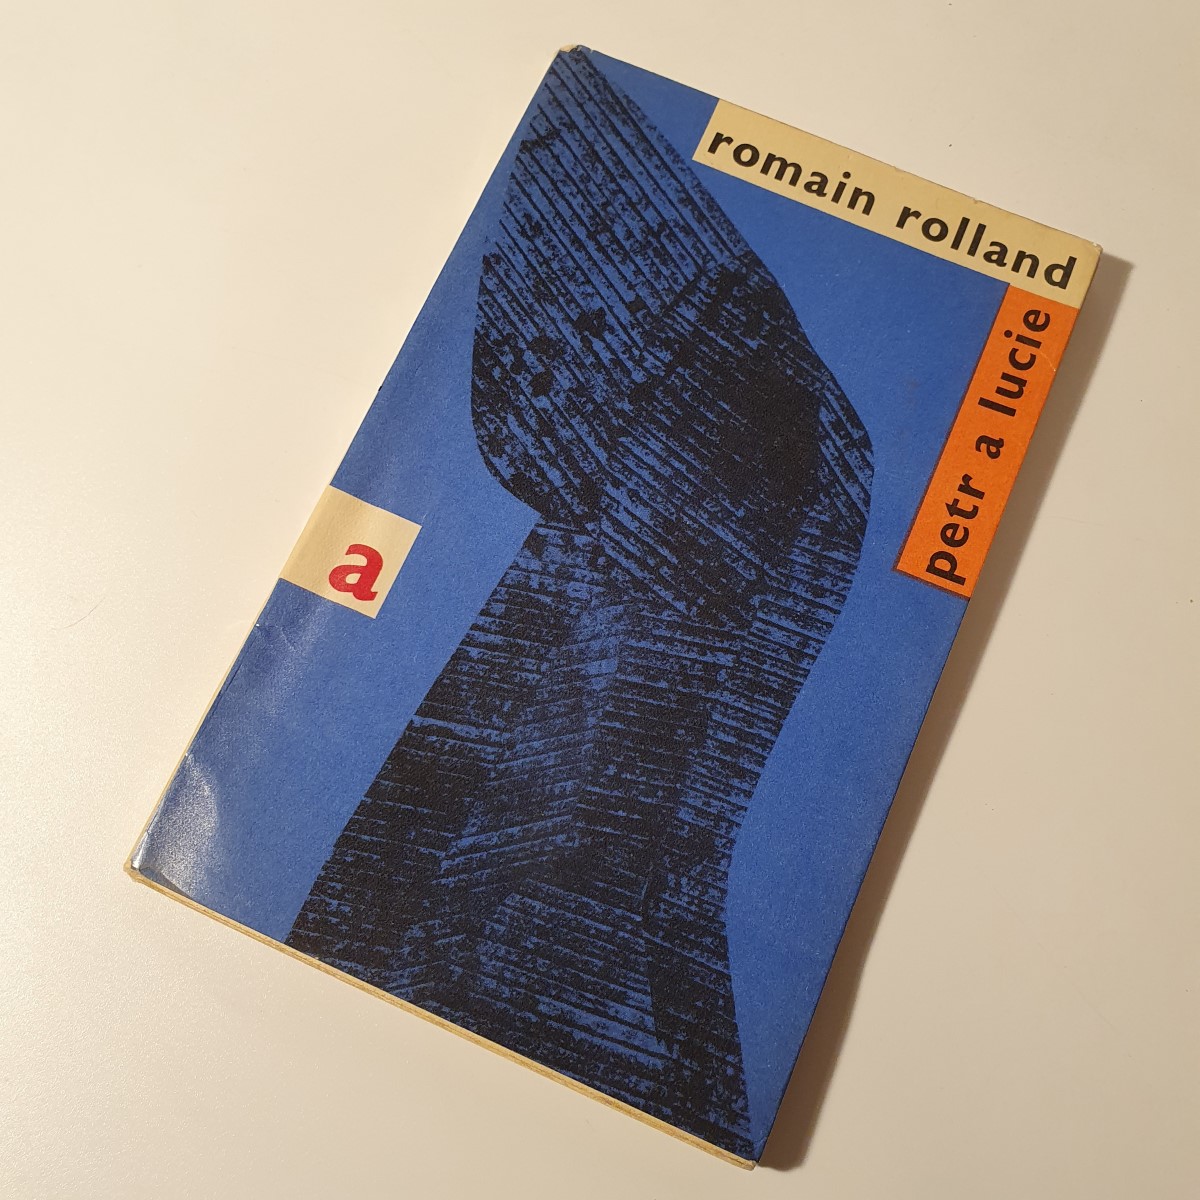 romain rolland
petr a lucie
a